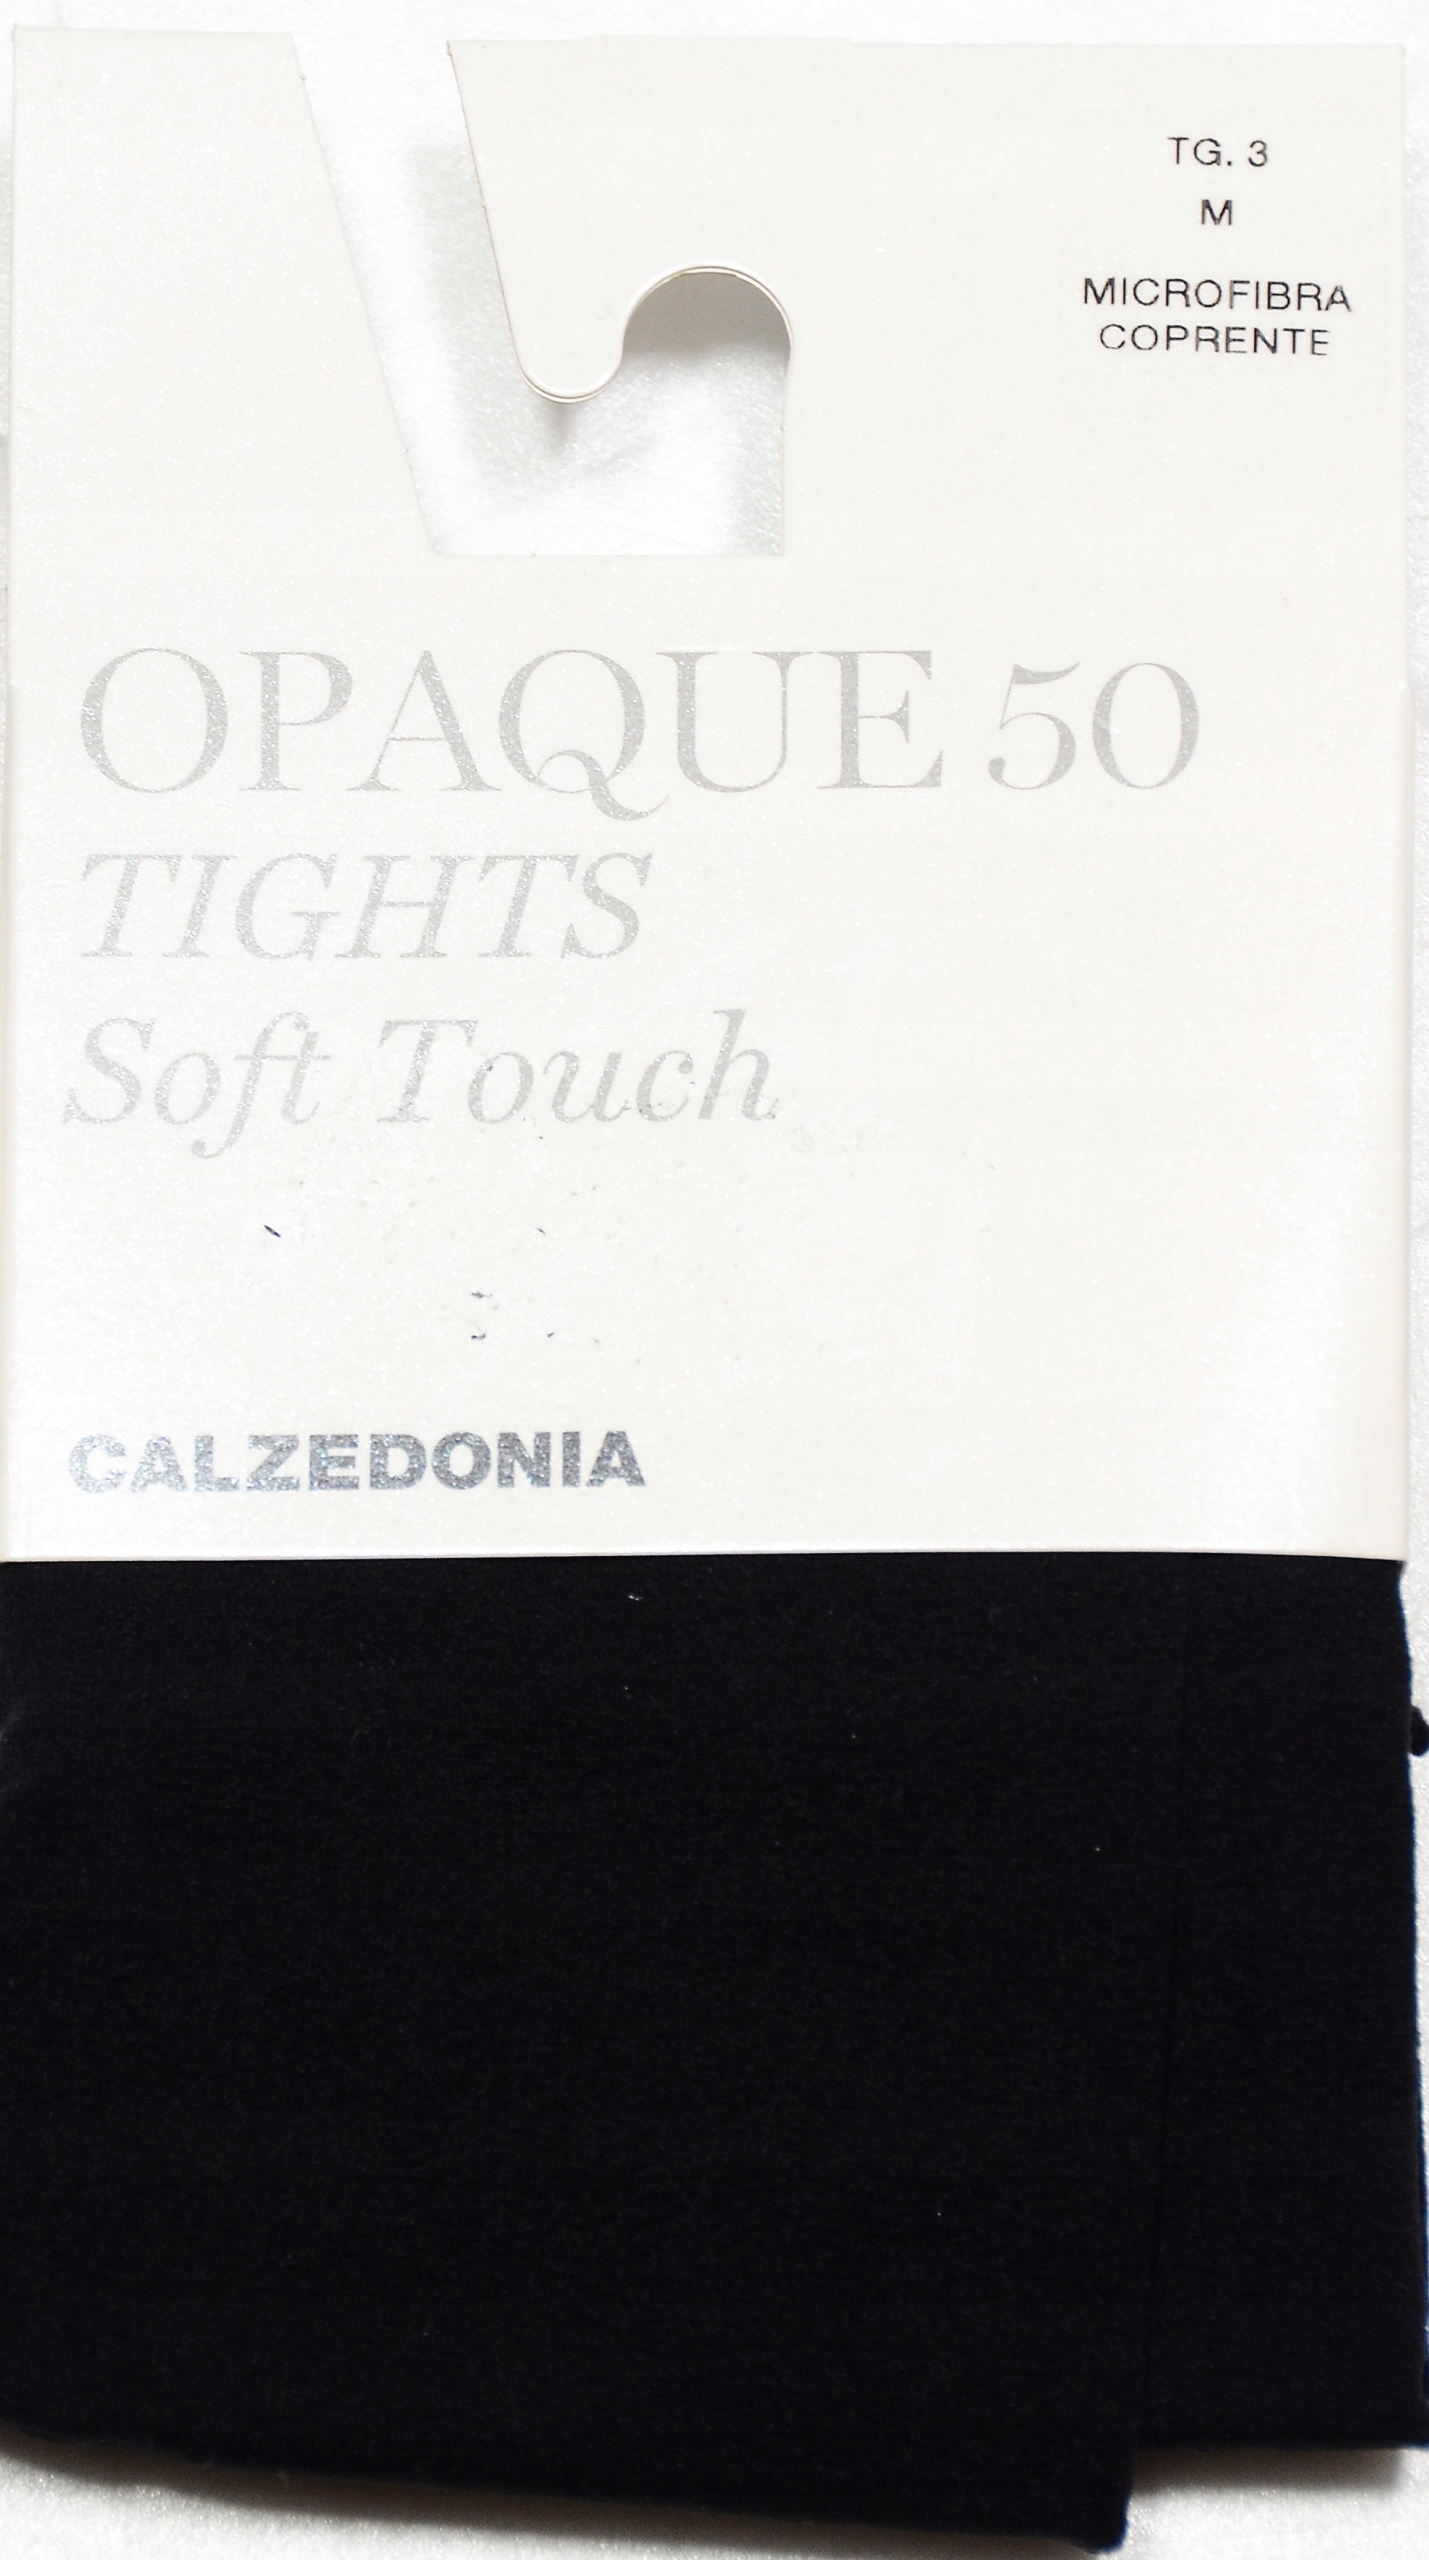 TG. 3
M
MICROFIBRA
COPRENTE
OPAQUE 50
TIGHTS
Soft Touch
CALZEDONIA